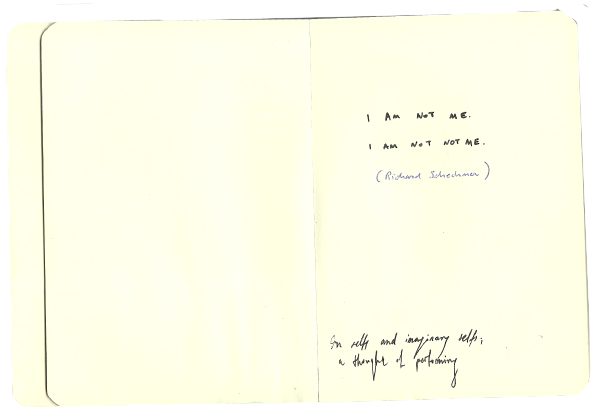 I AM NOT ME.
I AM NOT NOT ME.
(Richard Schechner)
On selfs and imaginary selfs,
a thought of performing